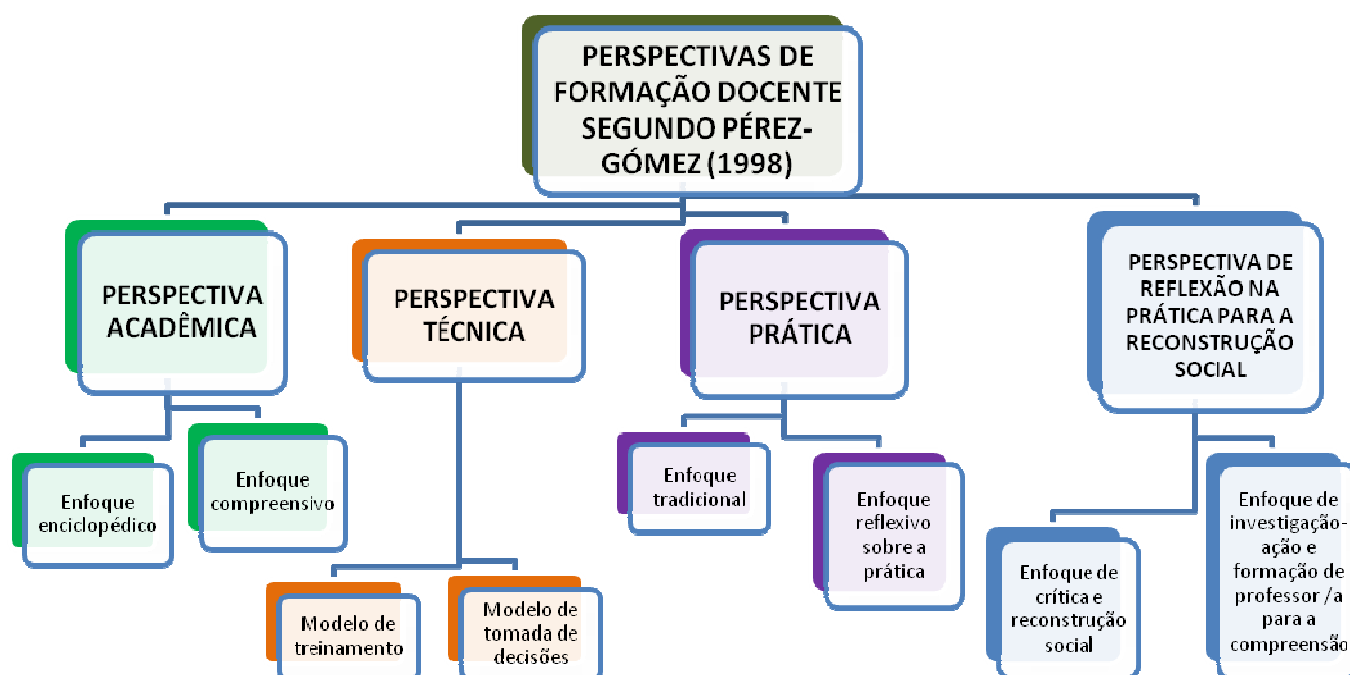 PERSPECTIVAS DE
FORMAÇÃO DOCENTE
SEGUNDO PÉREZ-
GÓMEZ (1998)
PERSPECTIVA
ACADÊMICA
PERSPECTIVA
TÉCNICA
PERSPECTIVA
PRÁTICA
PERSPECTIVA DE
REFLEXÃO NA
PRÁTICA PARA A
RECONSTRUÇÃO
SOCIAL
Enfoque
enciclopédico
Enfoque
compreensivo
Modelo de
treinamento
Modelo de
tomada de
decisões
Enfoque
tradicional
Enfoque
reflexivo
sobre a
prática
Enfoque de
crítica e
reconstrução
social
Enfoque de
investigação-
ação e
formação de
professor /a
para a
compreensão